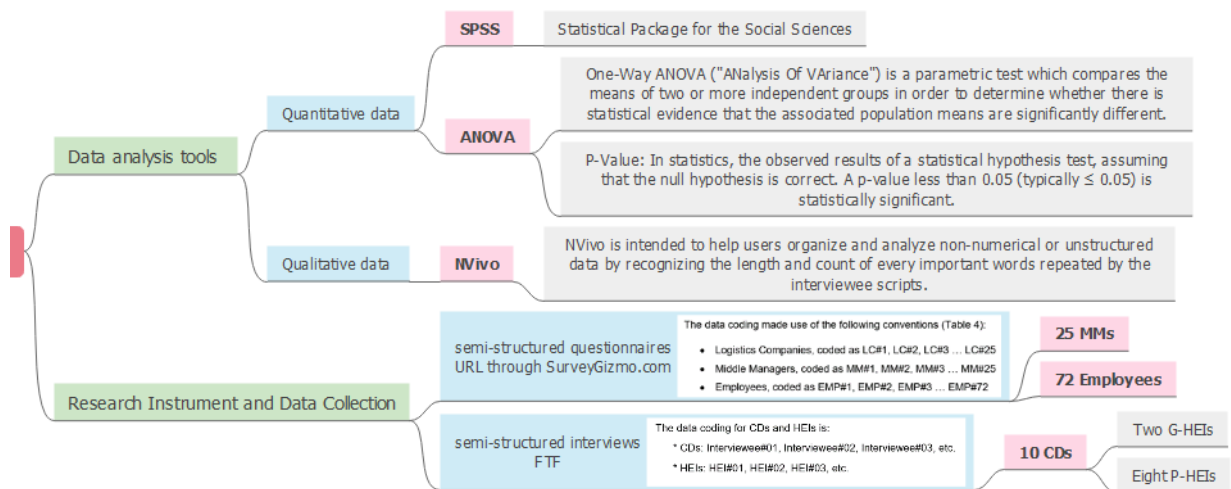 SPSS
Statistical Package for the Social Sciences
One-Way ANOVA ("ANalysis Of VAriance") is a parametric test which compares the
means of two or more independent groups in order to determine whether there is
statistical evidence that the associated population means are significantly different.
Quantitative data
ANOVA
Data analysis tools
P-Value: In statistics, the observed results of a statistical hypothesis test, assuming
that the null hypothesis is correct. A p-value less than 0.05 (typically ≤ 0.05) is
statistically significant.
Qualitative data
NVivo
NVivo is intended to help users organize and analyze non-numerical or unstructured
data by recognizing the length and count of every important words repeated by the
interviewee scripts.
Research Instrument and Data Collection
semi-structured questionnaires
URL through SurveyGizmo.com
The data coding made use of the following conventions (Table 4):
• Logistics Companies, coded as LC#1, LC#2, LC#3 ... LC#25
• Middle Managers, coded as MM#1, MM#2, MM#3 ... MM#25
• Employees, coded as EMP#1, EMP#2, EMP#3 ... EMP#72
25 MMs
72 Employees
semi-structured interviews
FTF
The data coding for CDs and HEIs is:
* CDs: Interviewee#01, Interviewee#02, Interviewee#03, etc.
* HEIs: HEI#01, HEI#02, HEI#03, etc.
10 CDs
Two G-HEIs
Eight P-HEIs